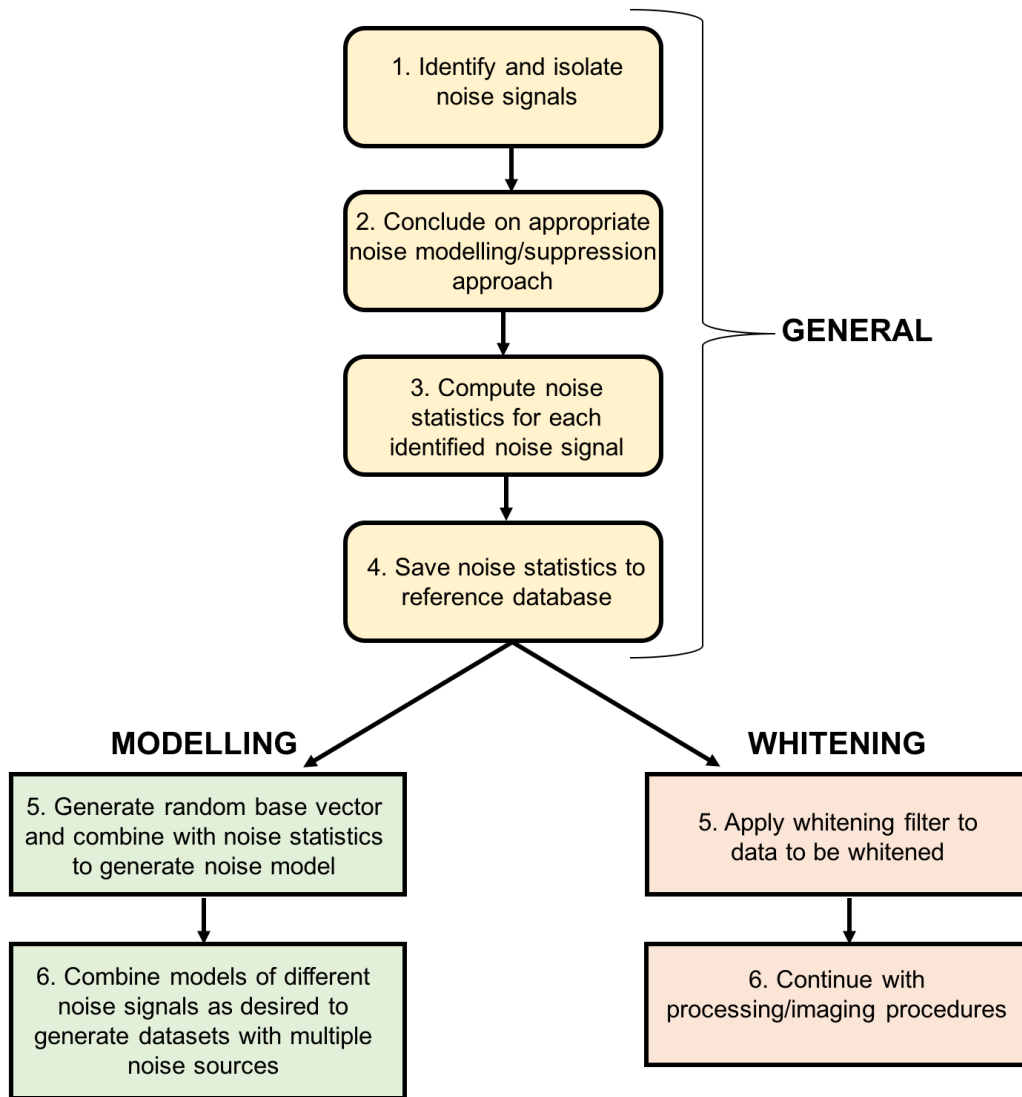 1. Identify and isolate
noise signals
2. Conclude on appropriate
noise modelling/suppression
approach
GENERAL
3. Compute noise
statistics for each
identified noise signal
4. Save noise statistics to
reference database
MODELLING
5. Generate random base vector
and combine with noise statistics
to generate noise model
6. Combine models of different
noise signals as desired to
generate datasets with multiple
noise sources
WHITENING
5. Apply whitening filter to
data to be whitened
6. Continue with
processing/imaging procedures